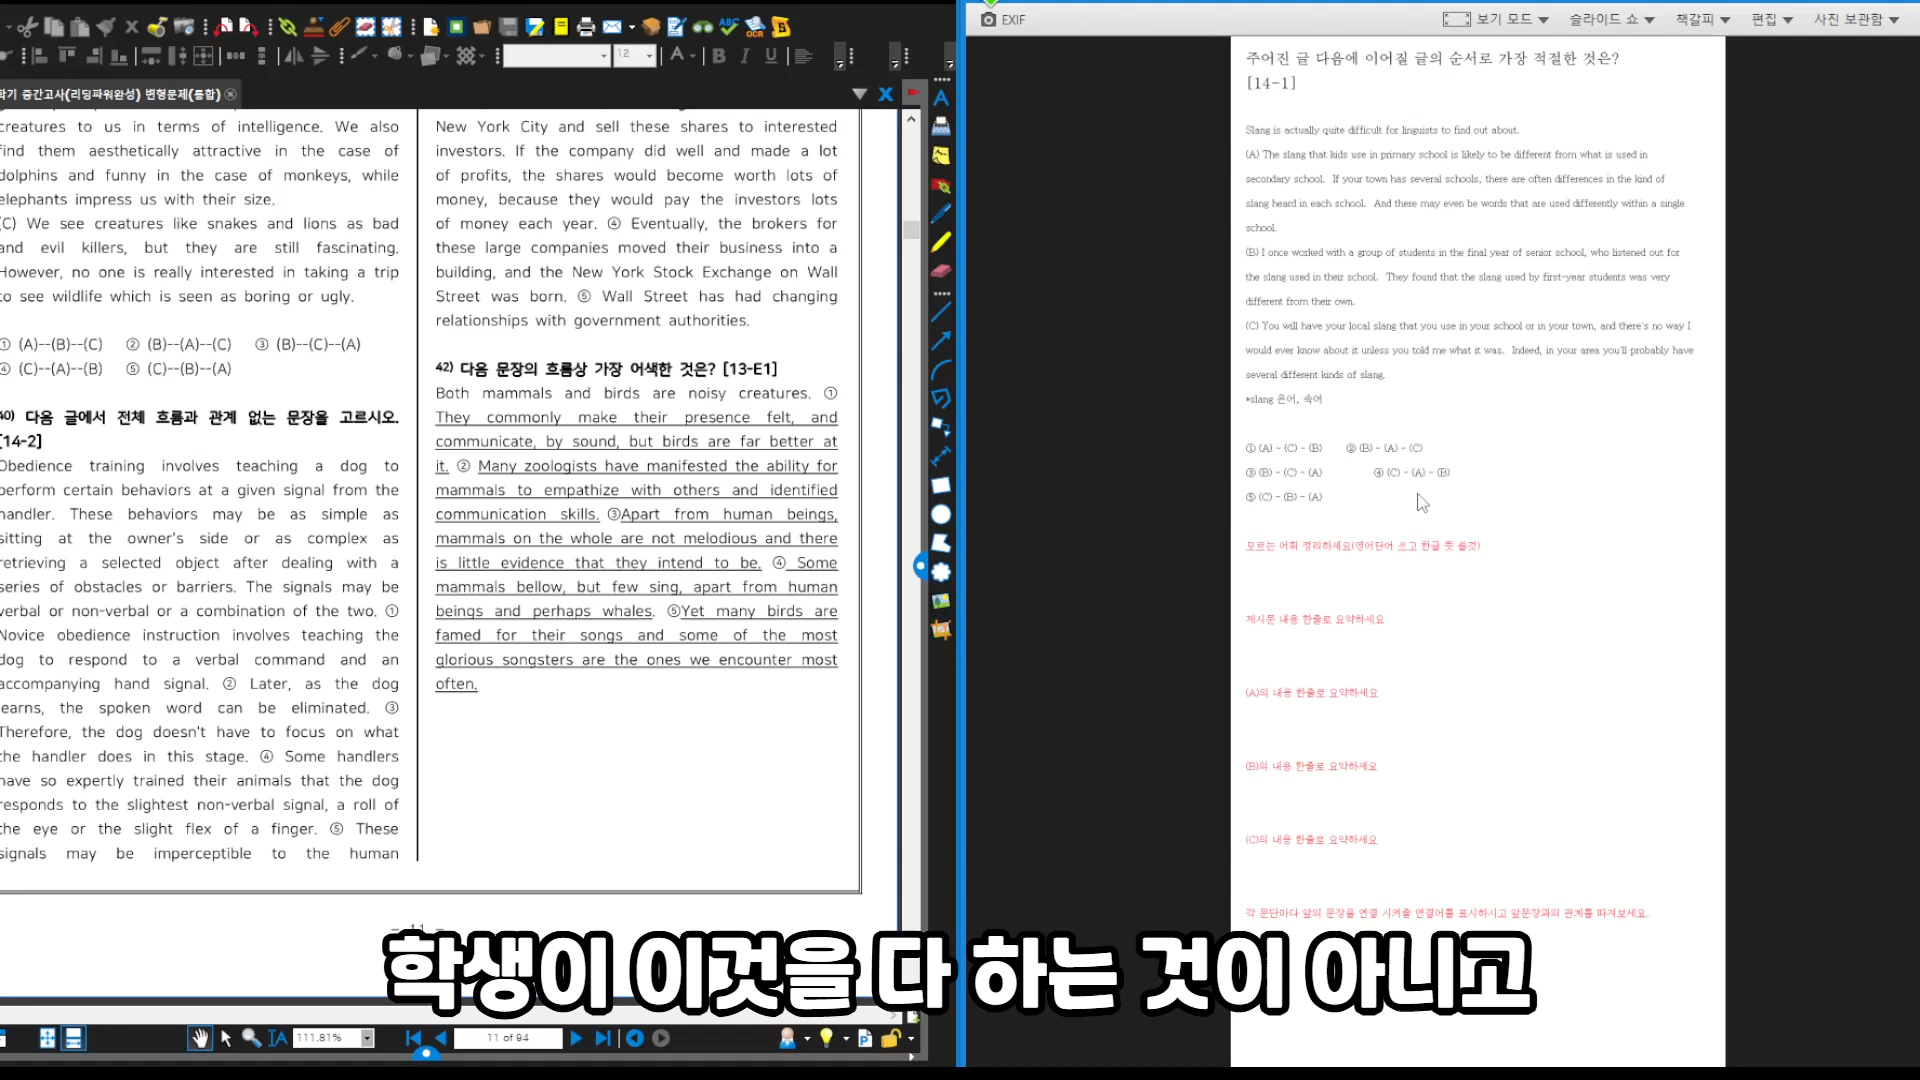 EXIF
보기 모드
슬라이드 쇼
책갈피
편집
사진 보관함
12
학기 중간고사(리딩파워완성) 변형문제(통합)
creatures to us in terms of intelligence. We also
find them aesthetically attractive in the case of
dolphins and funny in the case of monkeys, while
elephants impress us with their size.
(C) We see creatures like snakes and lions as bad
and evil killers, but they are still fascinating.
However, no one is really interested in taking a trip
to see wildlife which is seen as boring or ugly.
① (A)--(B)--(C) ② (B)--(A)--(C) ③ (B)--(C)--(A)
④ (C)--(A)--(B) ⑤ (C)--(B)--(A)
40) 다음 글에서 전체 흐름과 관계 없는 문장을 고르시오.
[14-2]
Obedience training involves teaching a dog to
perform certain behaviors at a given signal from the
handler. These behaviors may be as simple as
sitting at the owner's side or as complex as
retrieving a selected object after dealing with a
series of obstacles or barriers. The signals may be
verbal or non-verbal or a combination of the two. ①
Novice obedience instruction involves teaching the
dog to respond to a verbal command and an
accompanying hand signal. ② Later, as the dog
learns, the spoken word can be eliminated. ③
Therefore, the dog doesn't have to focus on what
the handler does in this stage. ④ Some handlers
have so expertly trained their animals that the dog
responds to the slightest non-verbal signal, a roll of
the eye or the slight flex of a finger. ⑤ These
signals may be imperceptible to the human
New York City and sell these shares to interested
investors. If the company did well and made a lot
of profits, the shares would become worth lots of
money, because they would pay the investors lots
of money each year. ④ Eventually, the brokers for
these large companies moved their business into a
building, and the New York Stock Exchange on Wall
Street was born. ⑤ Wall Street has had changing
relationships with government authorities.
42) 다음 문장의 흐름상 가장 어색한 것은? [13-E1]
Both mammals and birds are noisy creatures. ①
They commonly make their presence felt, and
communicate, by sound, but birds are far better at
it. ② Many zoologists have manifested the ability for
mammals to empathize with others and identified
communication skills. ③Apart from human beings,
mammals on the whole are not melodious and there
is little evidence that they intend to be. ④ Some
mammals bellow, but few sing, apart from human
beings and perhaps whales. ⑤Yet many birds are
famed for their songs and some of the most
glorious songsters are the ones we encounter most
often.
주어진 글 다음에 이어질 글의 순서로 가장 적절한 것은?
[14-1]
Slang is actually quite difficult for linguists to find out about.
(A) The slang that kids use in primary school is likely to be different from what is used in
secondary school. If your town has several schools, there are often differences in the kind of
slang heard in each school. And there may even be words that are used differently within a single
school.
(B) I once worked with a group of students in the final year of senior school, who listened out for
the slang used in their school. They found that the slang used by first-year students was very
different from their own.
(C) You will have your local slang that you use in your school or in your town, and there's no way I
would ever know about it unless you told me what it was. Indeed, in your area you'll probably have
several different kinds of slang.
*slang 은어, 속어
① (A) - (C) - (B) ② (B) - (A) - (C)
③ (B) - (C) - (A) ④ (C) - (A) - (B)
⑤ (C) - (B) - (A)
모르는 어휘 정리하세요(영어단어 쓰고 한글 뜻 쓸것)
제시문 내용 한줄로 요약하세요
(A)의 내용 한줄로 요약하세요
(B)의 내용 한줄로 요약하세요
(C)의 내용 한줄로 요약하세요
각 문단마다 앞의 문장을 연결 시켜줄 연결어를 표시하시고 앞문장과의 관계를 따져보세요.
학생이 이것을 다 하는 것이 아니고
111.81%
11 of 94